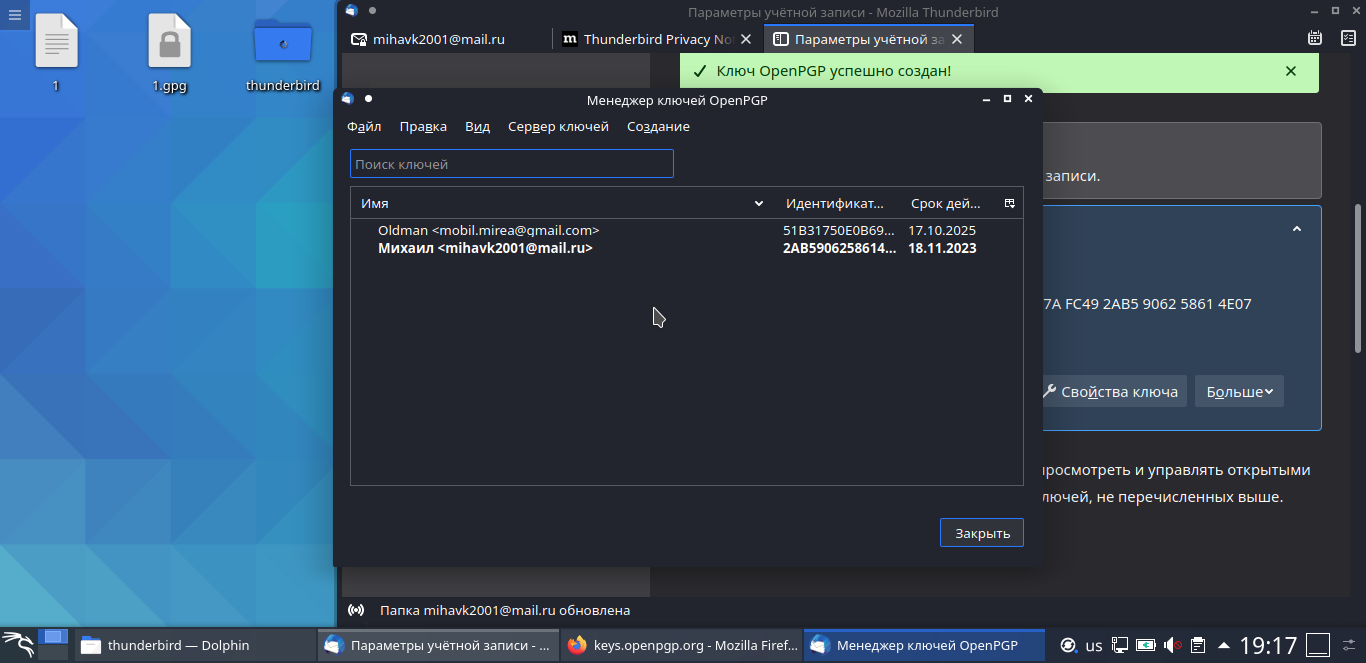 Параметры учётной записи - Mozilla Thunderbird
mihavk2001@mail.ru
m Thunderbird Privacy No
Параметры учётной за
1
1.gpg
thunderbird
Ключ OpenPGP успешно создан!
Менеджер ключей OpenPGP
Файл Правка Вид Сервер ключей Создание
Поиск ключей
записи.
Имя Идентификат... Срок дей...
Oldman <mobil.mirea@gmail.com> 51B31750E0B69... 17.10.2025
Михаил <mihavk2001@mail.ru> 2AB5906258614... 18.11.2023
7A FC49 2AB5 9062 5861 4E07
Свойства ключа Больше
просмотреть и управлять открытыми
ключей, не перечисленных выше.
Закрыть
Папка mihavk2001@mail.ru обновлена
thunderbird — Dolphin
Параметры учётной записи - ...
keys.openpgp.org - Mozilla Firef...
Менеджер ключей OpenPGP
us
19:17